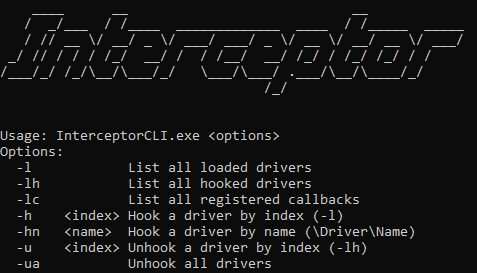 Interceptor
Usage: InterceptorCLI.exe <options>
Options:
-l List all loaded drivers
-lh List all hooked drivers
-lc List all registered callbacks
-h <index> Hook a driver by index (-l)
-hn <name> Hook a driver by name (\Driver\Name)
-u <index> Unhook a driver by index (-lh)
-ua Unhook all drivers